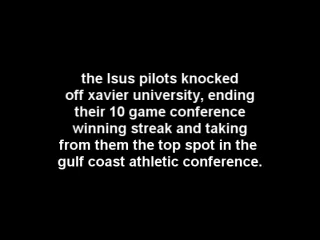 the lsus pilots knocked
off xavier university, ending
their 10 game conference
winning streak and taking
from them the top spot in the
gulf coast athletic conference.